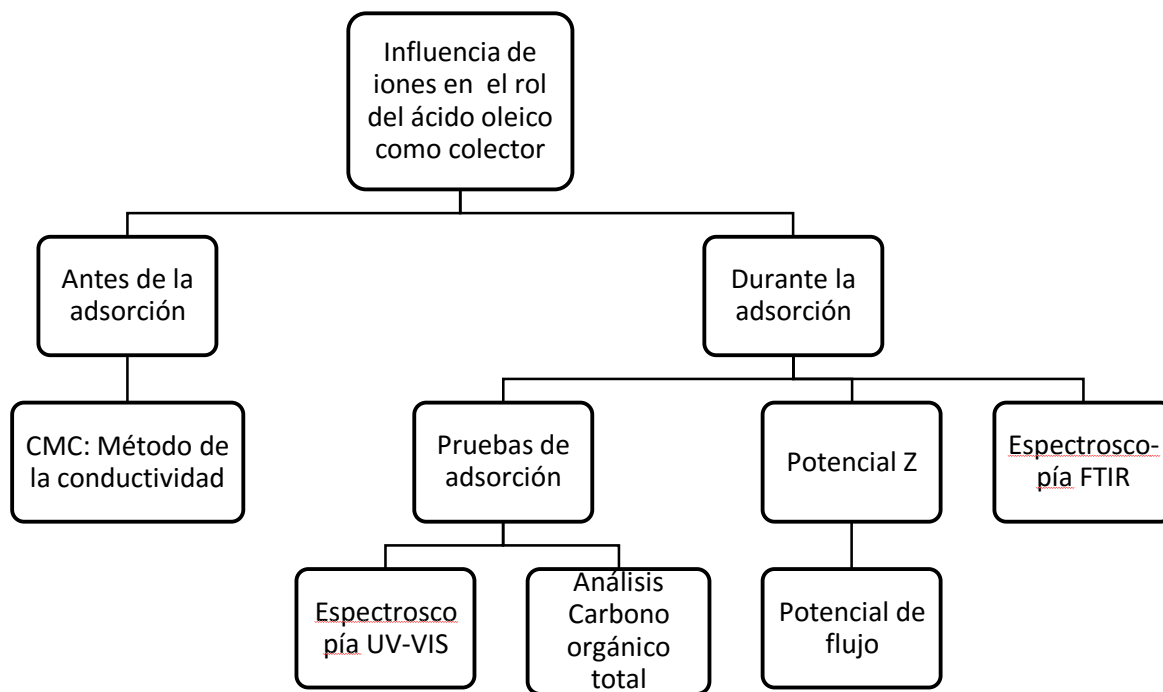 Influencia de
iones en el rol
del ácido oleico
como colector
Antes de la
adsorción
Durante la
adsorción
CMC: Método de
la conductividad
Pruebas de
adsorción
Potencial Z
Espectrosco-
pía FTIR
Espectrosco
pía UV-VIS
Análisis
Carbono
orgánico
total
Potencial de
flujo